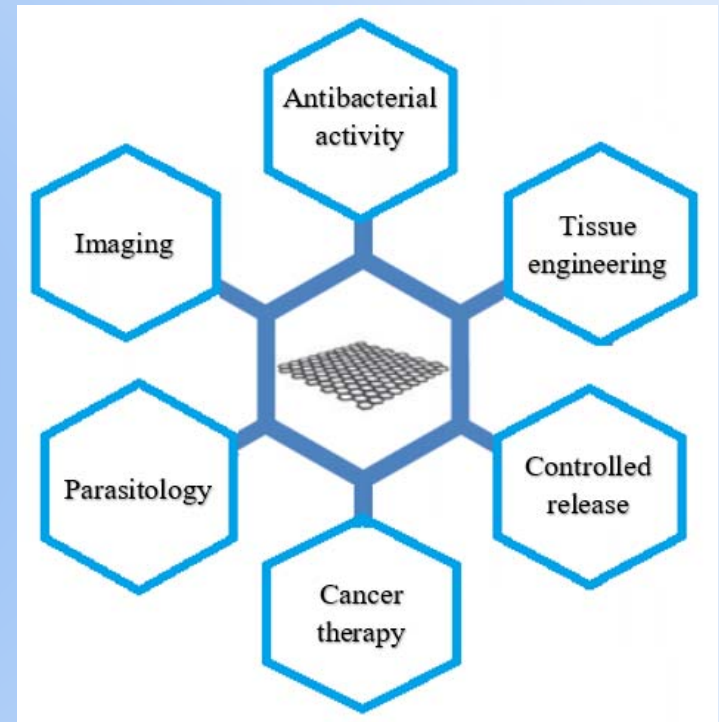 Antibacterial
activity
Tissue
engineering
Controlled
release
Cancer
therapy
Parasitology
Imaging